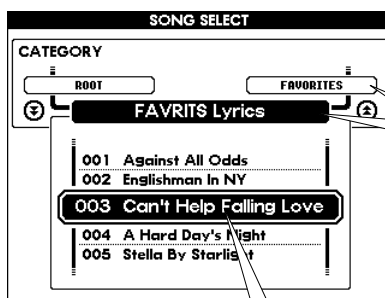 SONG SELECT
CATEGORY
ROOT FAVORITES
FAVRITS Lyrics
001 Against All Odds
002 Englishman In NY
003 Can't Help Falling Love
004 A Hard Day's Night
005 Stella By Starlight